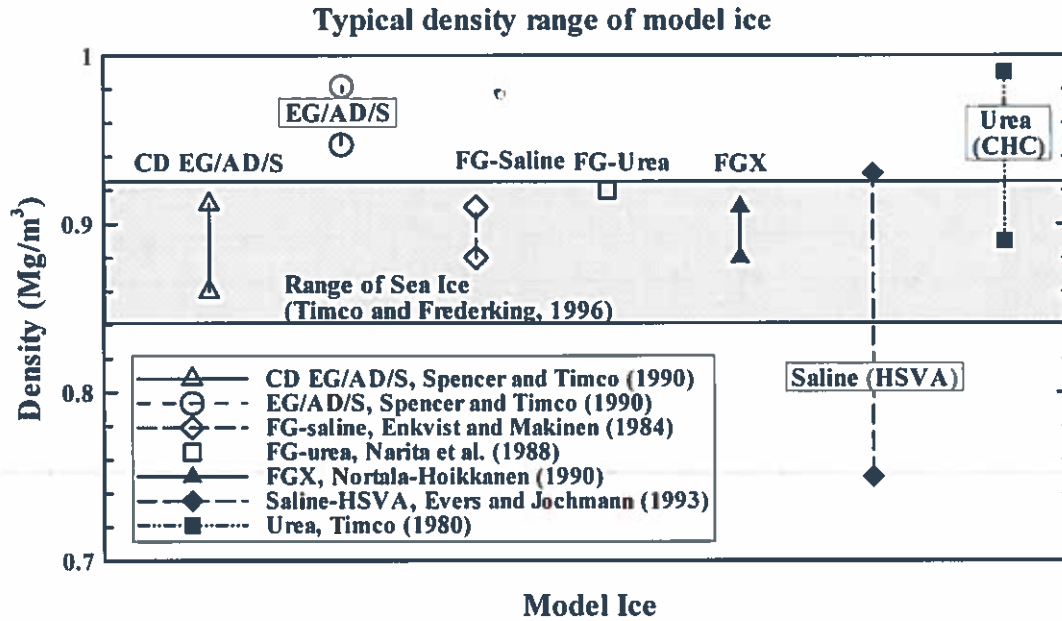 Typical density range of model ice
1
EG/AD/S
Urea
(CHC)
CD EG/AD/S
FG-Saline
FG-Urea
FGX
0.9
Range of Sea Ice
(Timco and Frederking, 1996)
Density (Mg/m³)
Saline (HSVA)
0.8
CD EG/AD/S, Spencer and Timco (1990)
EG/AD/S, Spencer and Timco (1990)
FG-saline, Enkvist and Makinen (1984)
FG-urea, Narita et al. (1988)
FGX, Nortala-Hoikkanen (1990)
Saline-HSVA, Evers and Jochmann (1993)
Urea, Timco (1980)
0.7
Model Ice